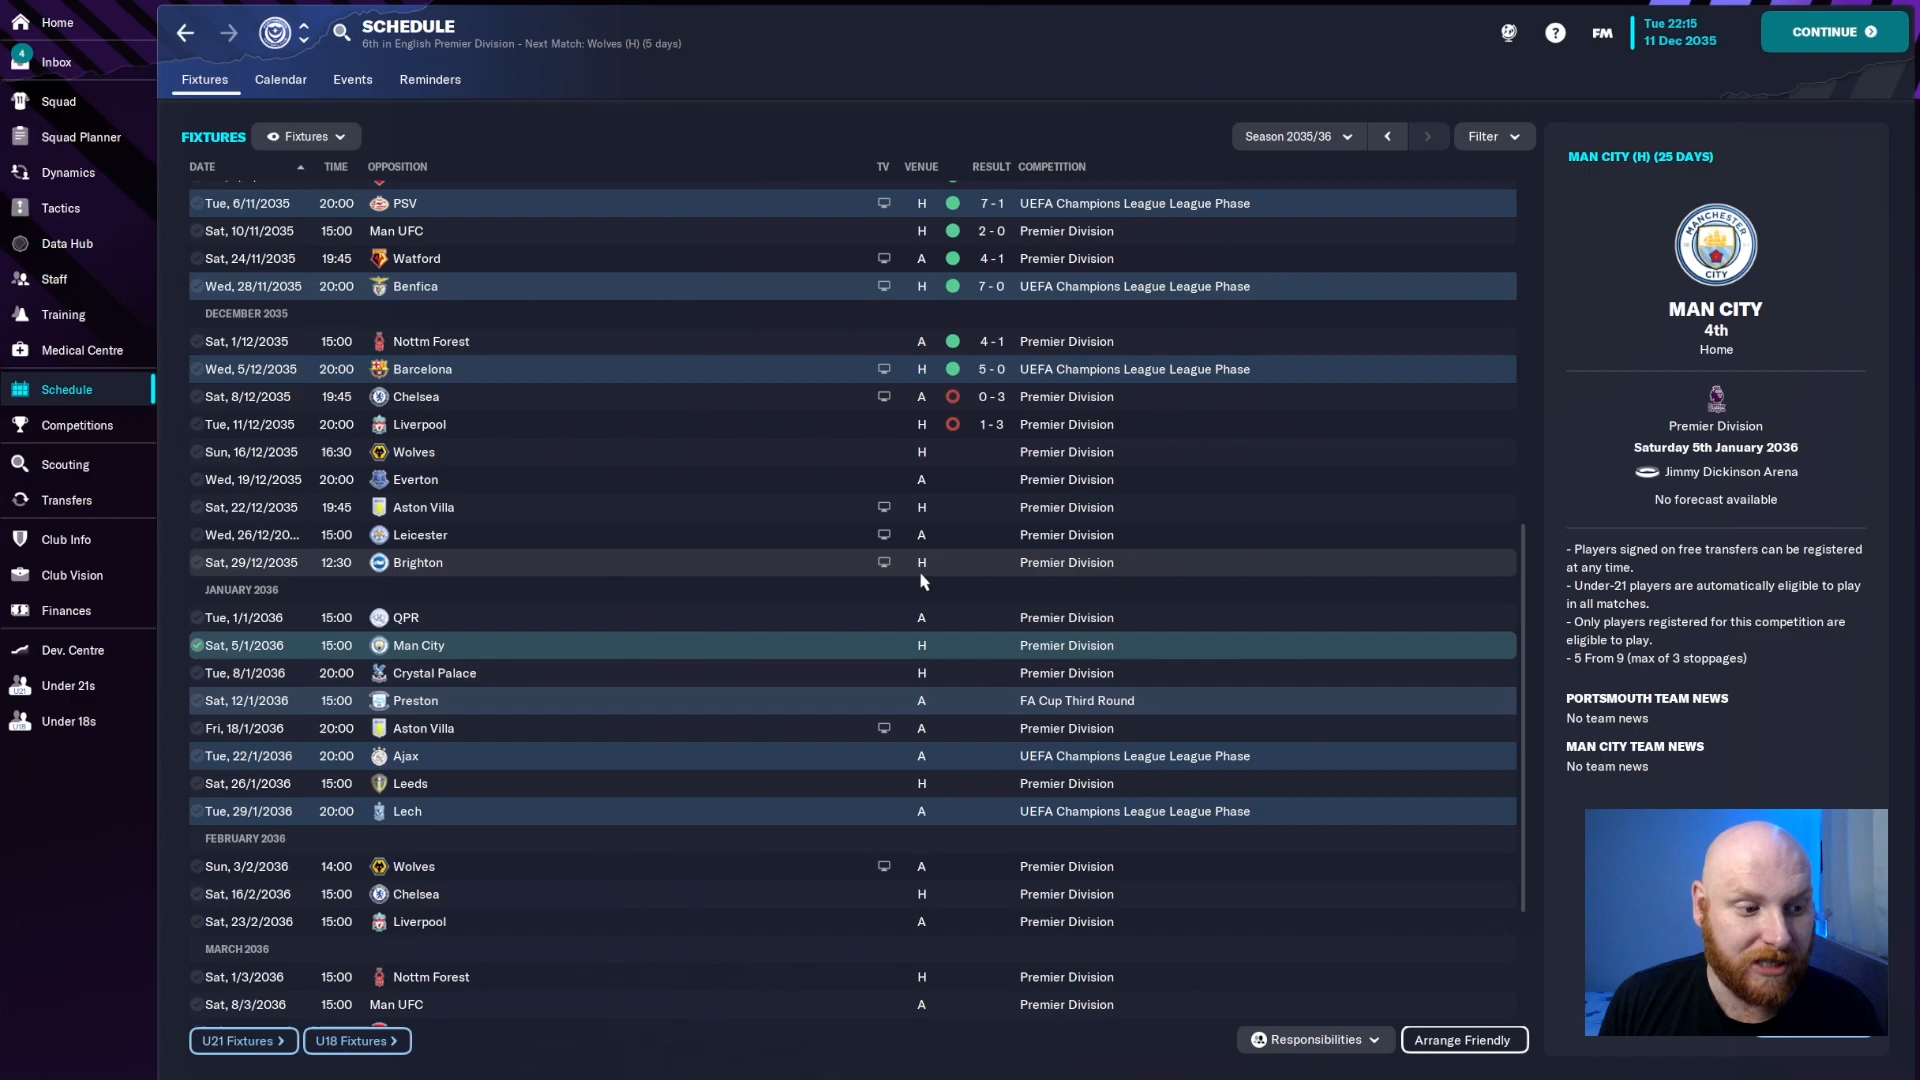 Home
4
Inbox
Squad
Squad Planner
Dynamics
Tactics
Data Hub
Staff
Training
Medical Centre
Schedule
Competitions
Scouting
Transfers
Club Info
Club Vision
Finances
Dev. Centre
U21
Under 21s
U18
Under 18s
SCHEDULE
6th in English Premier Division - Next Match: Wolves (H) (5 days)
? FM
Tue 22:15
11 Dec 2035
CONTINUE
Fixtures Calendar Events Reminders
FIXTURES Fixtures Season 2035/36 Filter
DATE TIME OPPOSITION TV VENUE RESULT COMPETITION
Tue, 6/11/2035 20:00 PSV H 7 - 1 UEFA Champions League League Phase
Sat, 10/11/2035 15:00 Man UFC H 2 - 0 Premier Division
Sat, 24/11/2035 19:45 Watford A 4 - 1 Premier Division
Wed, 28/11/2035 20:00 Benfica H 7 - 0 UEFA Champions League League Phase
DECEMBER 2035
Sat, 1/12/2035 15:00 Nottm Forest A 4 - 1 Premier Division
Wed, 5/12/2035 20:00 Barcelona H 5 - 0 UEFA Champions League League Phase
Sat, 8/12/2035 19:45 Chelsea A 0 - 3 Premier Division
Tue, 11/12/2035 20:00 Liverpool H 1 - 3 Premier Division
Sun, 16/12/2035 16:30 Wolves H Premier Division
Wed, 19/12/2035 20:00 Everton A Premier Division
Sat, 22/12/2035 19:45 Aston Villa H Premier Division
Wed, 26/12/20... 15:00 Leicester A Premier Division
Sat, 29/12/2035 12:30 Brighton H Premier Division
JANUARY 2036
Tue, 1/1/2036 15:00 QPR A Premier Division
Sat, 5/1/2036 15:00 Man City H Premier Division
Tue, 8/1/2036 20:00 Crystal Palace H Premier Division
Sat, 12/1/2036 15:00 Preston A FA Cup Third Round
Fri, 18/1/2036 20:00 Aston Villa A Premier Division
Tue, 22/1/2036 20:00 Ajax A UEFA Champions League League Phase
Sat, 26/1/2036 15:00 Leeds H Premier Division
Tue, 29/1/2036 20:00 Lech A UEFA Champions League League Phase
FEBRUARY 2036
Sun, 3/2/2036 14:00 Wolves A Premier Division
Sat, 16/2/2036 15:00 Chelsea H Premier Division
Sat, 23/2/2036 15:00 Liverpool A Premier Division
MARCH 2036
Sat, 1/3/2036 15:00 Nottm Forest H Premier Division
Sat, 8/3/2036 15:00 Man UFC A Premier Division
U21 Fixtures U18 Fixtures Responsibilities Arrange Friendly
MAN CITY (H) (25 DAYS)
MANCHESTER
CITY
MAN CITY
4th
Home
Premier Division
Saturday 5th January 2036
Jimmy Dickinson Arena
No forecast available
- Players signed on free transfers can be registered
at any time.
- Under-21 players are automatically eligible to play
in all matches.
- Only players registered for this competition are
eligible to play.
- 5 From 9 (max of 3 stoppages)
PORTSMOUTH TEAM NEWS
No team news
MAN CITY TEAM NEWS
No team news